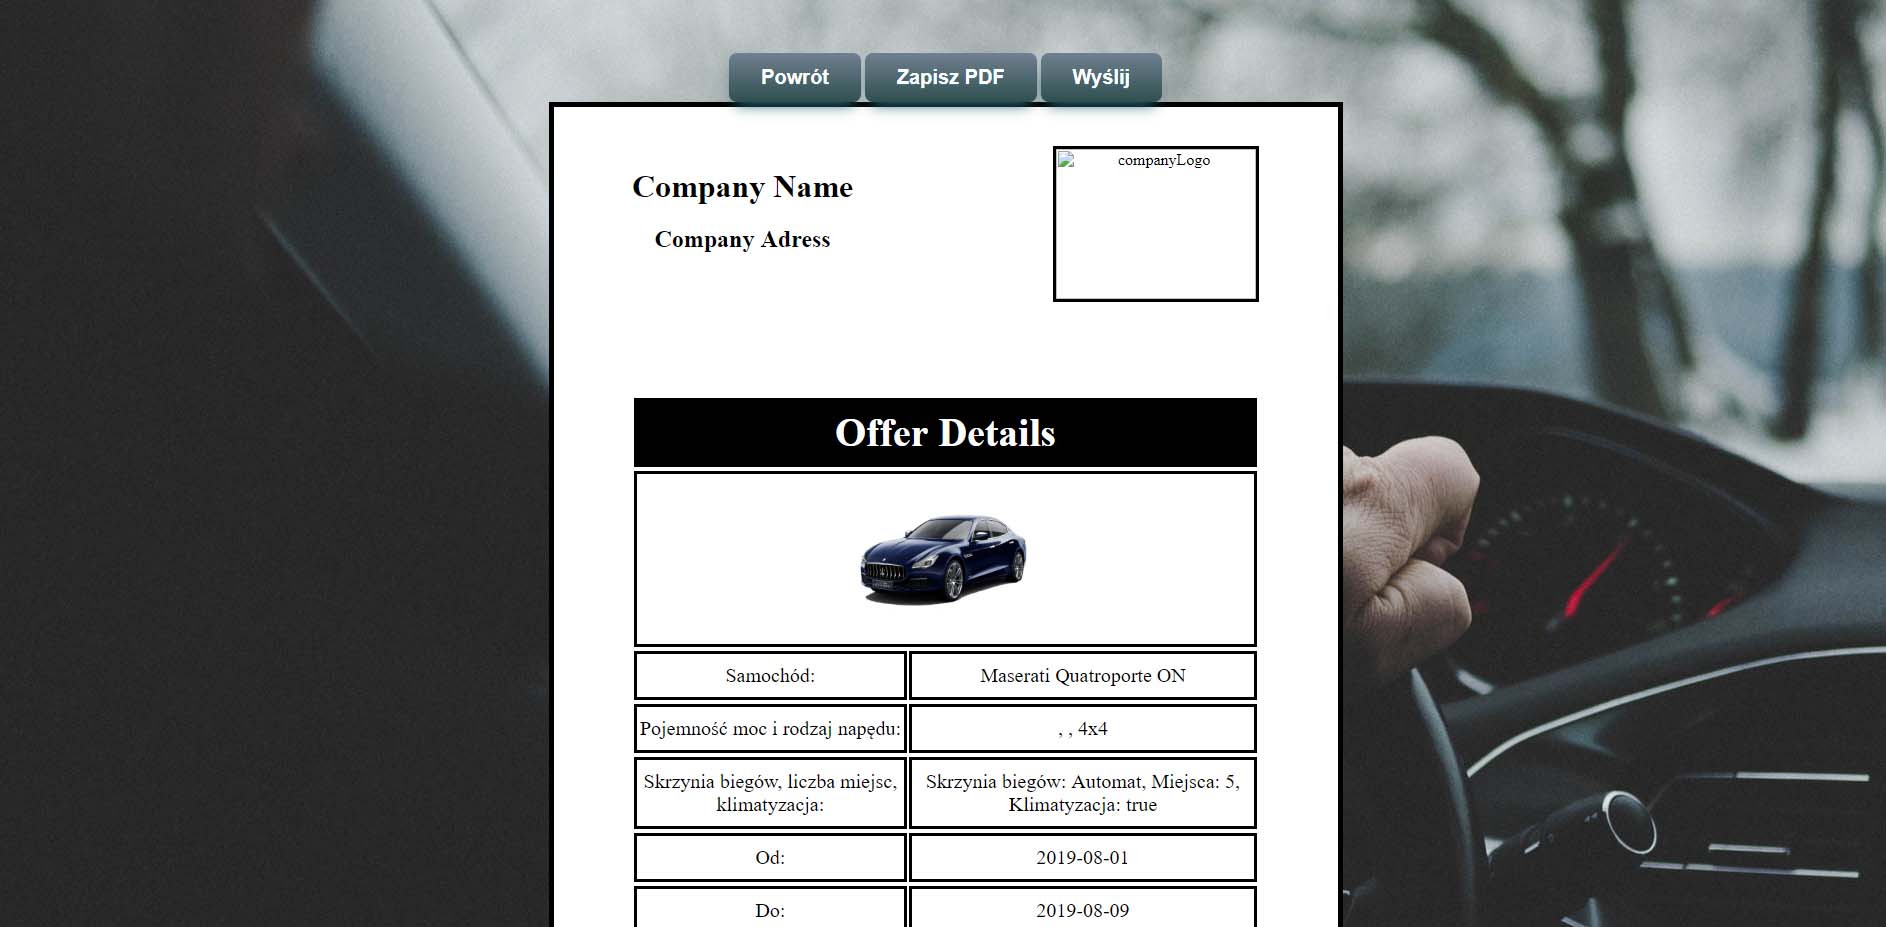 Powrót Zapisz PDF Wyślij
Company Name
Company Adress
companyLogo
Offer Details
Samochód: Maserati Quatroporte ON
Pojemność moc i rodzaj napędu: , , 4x4
Skrzynia biegów, liczba miejsc, klimatyzacja:
Skrzynia biegów: Automat, Miejsca: 5, Klimatyzacja: true
Od: 2019-08-01
Do: 2019-08-09